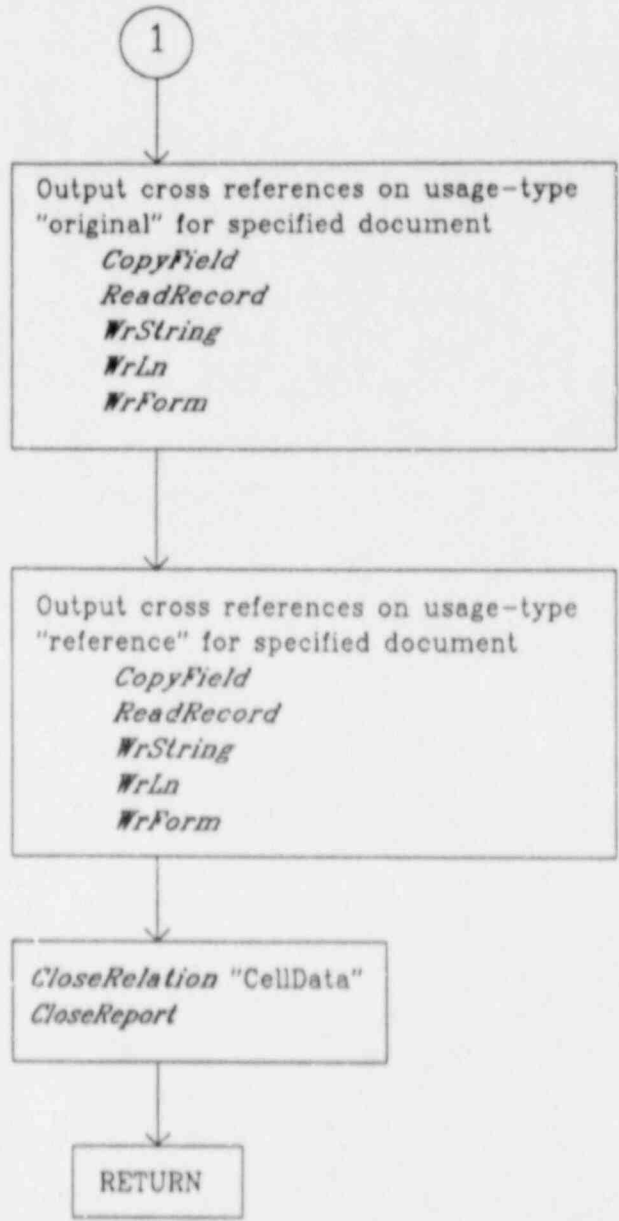 1
Output cross references on usage-type
"original" for specified document
CopyField
ReadRecord
WrString
WrLn
WrForm
Output cross references on usage-type
"reference" for specified document
CopyField
ReadRecord
WrString
WrLn
WrForm
CloseRelation "CellData"
CloseReport
RETURN